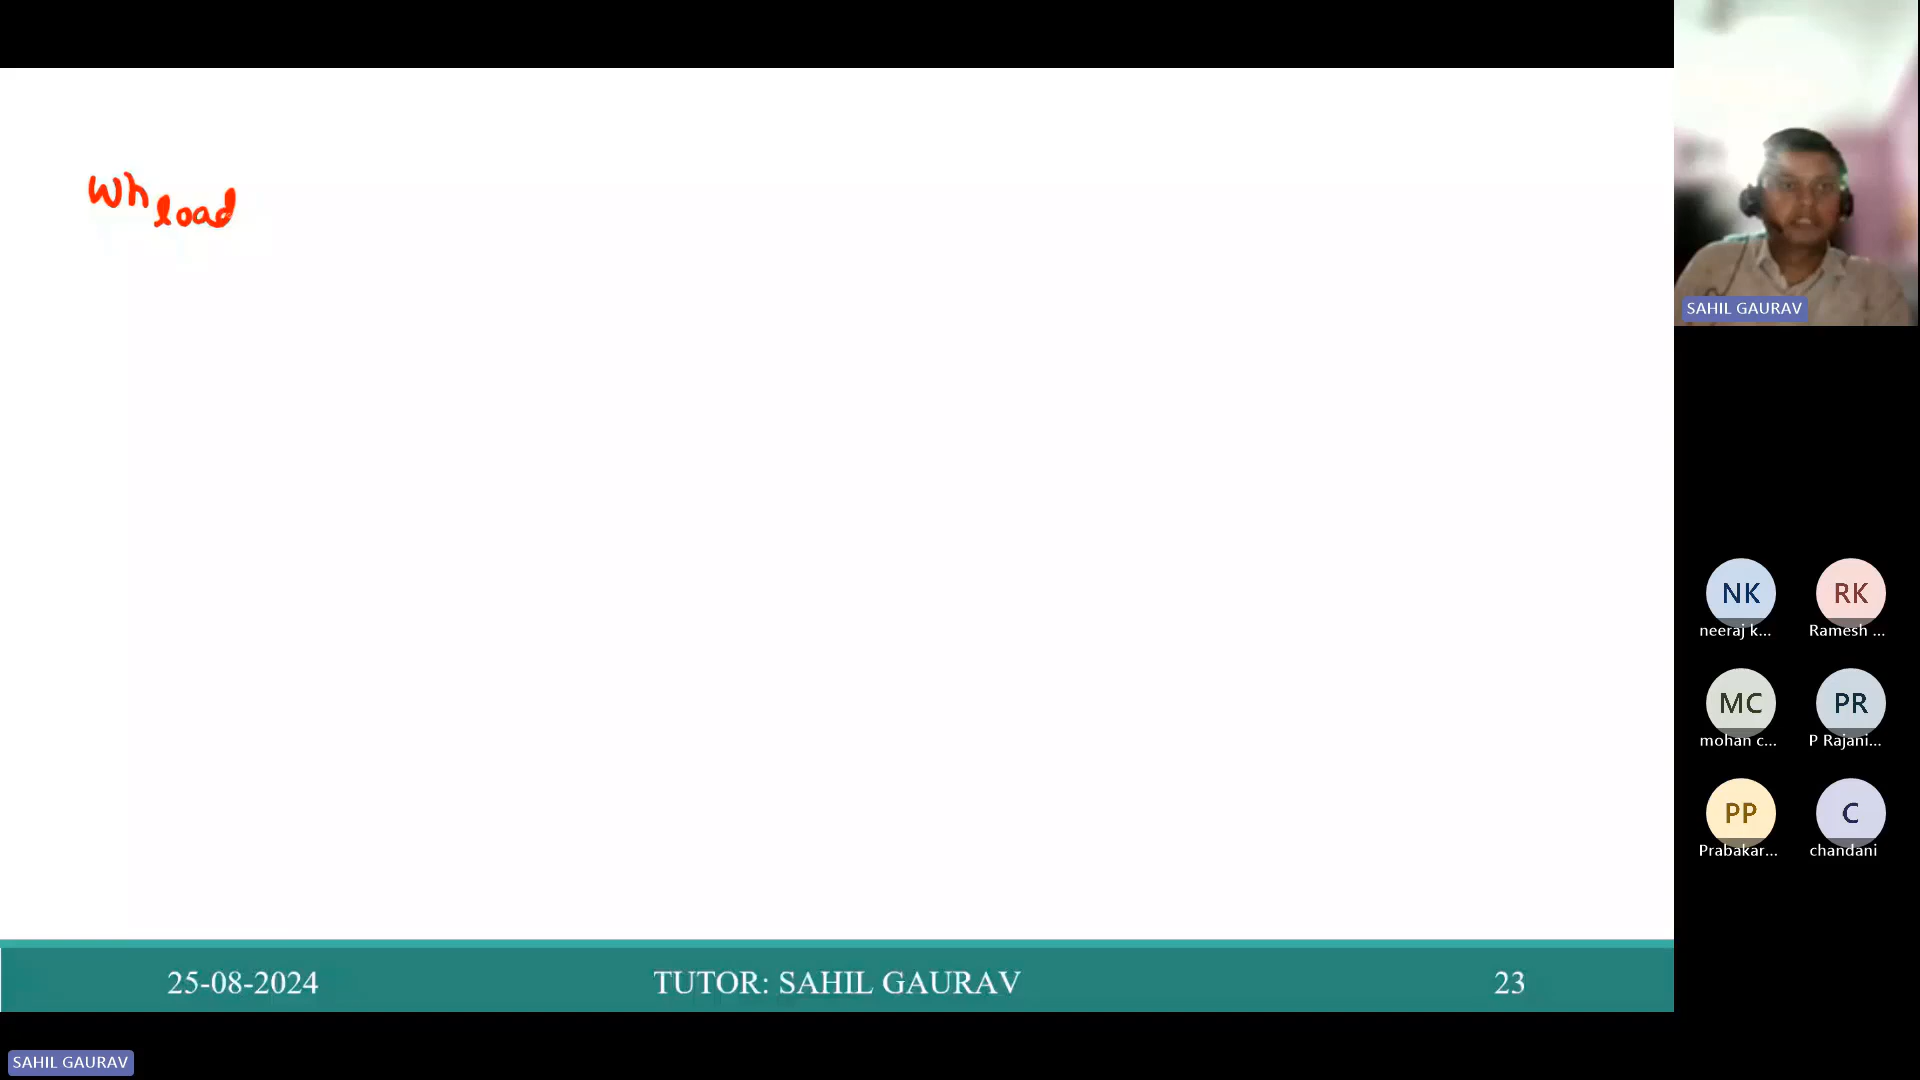 Wh load
SAHIL GAURAV
NK
RK
neeraj k...
Ramesh ...
MC
PR
mohan c...
P Rajani...
PP
C
Prabakar...
chandani
25-08-2024
TUTOR: SAHIL GAURAV
23
SAHIL GAURAV